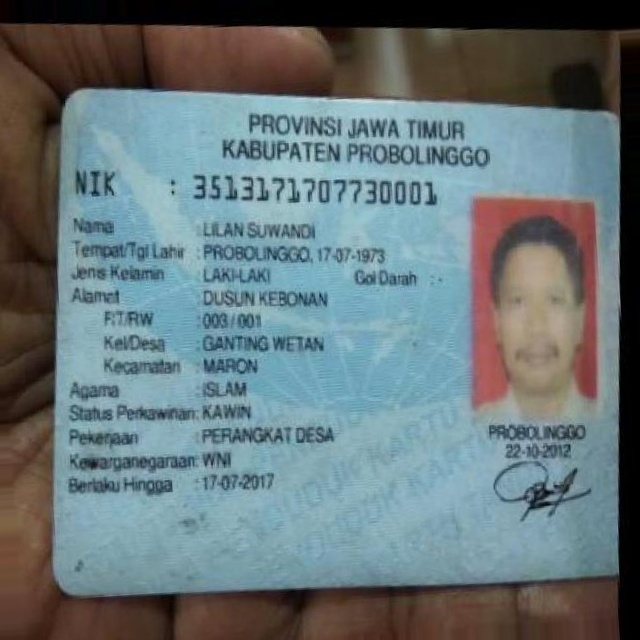 PROVINSI JAWA TIMUR
KABUPATEN PROBOLINGGO
NIK : 3513171707730001
Nama : LILAN SUWANDI
Tempat/Tgl Lahir : PROBOLINGGO, 17-07-1973
Jenis Kelamin : LAKI-LAKI Gol Darah : -
Alamat : DUSUN KEBONAN
RT/RW : 003 / 001
Kel/Desa : GANTING WETAN
Kecamatan : MARON
Agama : ISLAM
Status Perkawinan: KAWIN
Pekerjaan : PERANGKAT DESA
Kewarganegaraan: WNI
Berlaku Hingga : 17-07-2017
PROBOLINGGO
22-10-2012